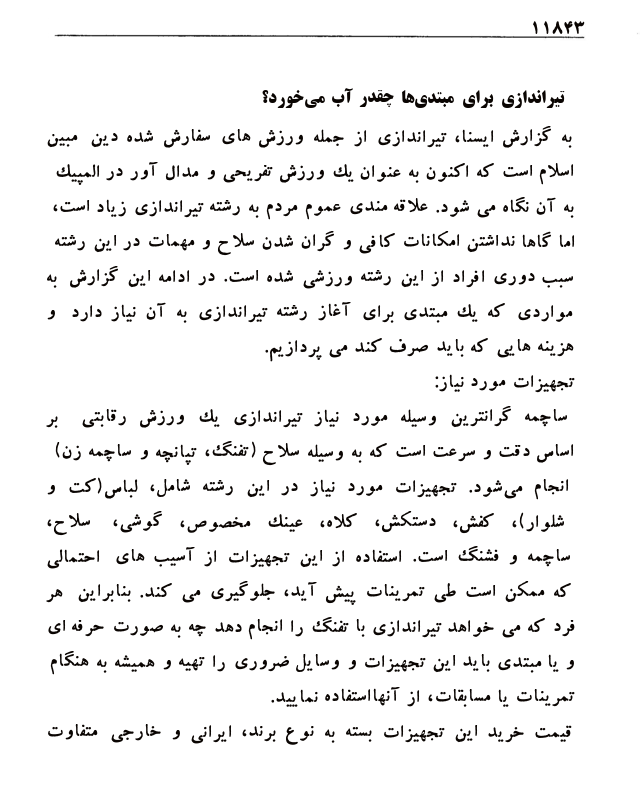 ۱۱۸۴۳
تیراندازی برای مبتدی‌ها چقدر آب می‌خورد؟
به گزارش ایسنا، تیراندازی از جمله ورزش های سفارش شده دین مبین
اسلام است که اکنون به عنوان یك ورزش تفریحی و مدال آور در المپیك
به آن نگاه می شود. علاقه مندی عموم مردم به رشته تیراندازی زیاد است،
اما گاها نداشتن امکانات کافی و گران شدن سلاح و مهمات در این رشته
سبب دوری افراد از این رشته ورزشی شده است. در ادامه این گزارش به
مواردی که یك مبتدی برای آغاز رشته تیراندازی به آن نیاز دارد و
هزینه هایی که باید صرف کند می پردازیم.
تجهیزات مورد نیاز:
ساچمه گرانترین وسیله مورد نیاز تیراندازی یك ورزش رقابتی بر
اساس دقت و سرعت است که به وسیله سلاح (تفنگ، تپانچه و ساچمه زن)
انجام می‌شود. تجهیزات مورد نیاز در این رشته شامل، لباس(کت و
شلوار)، کفش، دستکش، کلاه، عینك مخصوص، گوشی، سلاح،
ساچمه و فشنگ است. استفاده از این تجهیزات از آسیب های احتمالی
که ممکن است طی تمرینات پیش آید، جلوگیری می کند. بنابراین هر
فرد که می خواهد تیراندازی با تفنگ را انجام دهد چه به صورت حرفه ای
و یا مبتدی باید این تجهیزات و وسایل ضروری را تهیه و همیشه به هنگام
تمرینات یا مسابقات، از آنهااستفاده نمایید.
قیمت خرید این تجهیزات بسته به نوع برند، ایرانی و خارجی متفاوت